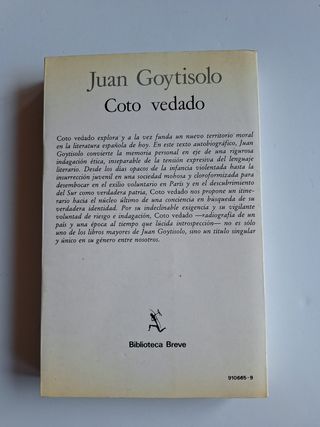 Juan Goytisolo
Coto vedado
Coto vedado explora y a la vez funda un nuevo territorio moral
en la literatura española de hoy. En este texto autobiográfico, Juan
Goytisolo convierte la memoria personal en eje de una rigurosa
indagación ética, inseparable de la tensión expresiva del lenguaje
literario. Desde los días opacos de la infancia violentada hasta la
insurrección juvenil en una sociedad mohosa y cloroformizada para
desembocar en el exilio voluntario en París y en el descubrimiento
del Sur como verdadera patria, Coto vedado nos propone un itine-
rario hacia el núcleo último de una conciencia en búsqueda de su
verdadera identidad. Por su indeclinable exigencia y su vigilante
voluntad de riesgo e indagación, Coto vedado —radiografía de un
país y una época al tiempo que lúcida introspección— no es sólo
uno de los libros mayores de Juan Goytisolo, sino un título singular
y único en su género entre nosotros.
Biblioteca Breve
910665-9